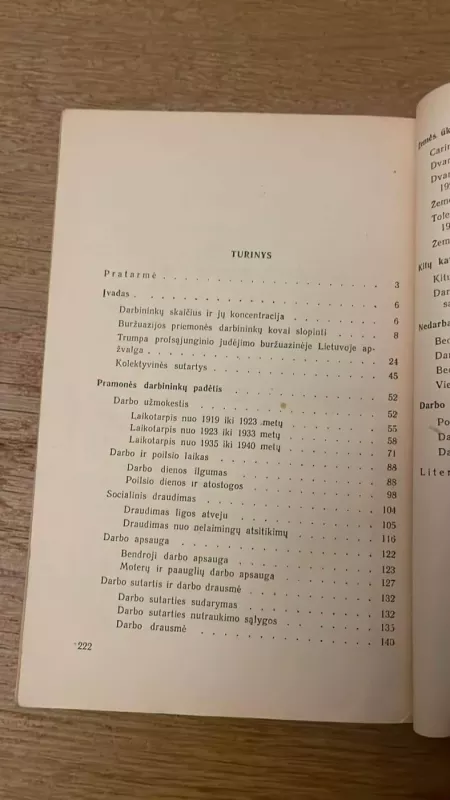 TURINYS
Pratarmė . . . . . . . . . . . . . . 3
Įvadas . . . . . . . . . . . . . . . 6
Darbininkų skaičius ir jų koncentracija . . . . . . 6
Buržuazijos priemonės darbininkų kovai slopinti . . . . 8
Trumpa profsąjunginio judėjimo buržuazinėje Lietuvoje ap-
žvalga . . . . . . . . . . . . . . 24
Kolektyvinės sutartys . . . . . . . . . . 45
Pramonės darbininkų padėtis . . . . . . . . . 52
Darbo užmokestis . . . . . . . . . . . 52
Laikotarpis nuo 1919 iki 1923 metų . . . . . . 55
Laikotarpis nuo 1923 iki 1933 metų . . . . . . 58
Laikotarpis nuo 1935 iki 1940 metų . . . . . . 71
Darbo ir poilsio laikas . . . . . . . . . . 88
Darbo dienos ilgumas . . . . . . . . . . 88
Poilsio dienos ir atostogos . . . . . . . . . 98
Socialinis draudimas . . . . . . . . . . . 104
Draudimas ligos atveju . . . . . . . . . . 105
Draudimas nuo nelaimingų atsitikimų . . . . . . 116
Darbo apsauga . . . . . . . . . . . . . 122
Bendroji darbo apsauga . . . . . . . . . . 123
Moterų ir paauglių darbo apsauga . . . . . . . 127
Darbo sutartis ir darbo drausmė . . . . . . . . 132
Darbo sutarties sudarymas . . . . . . . . . 132
Darbo sutarties nutraukimo sąlygos . . . . . . 135
Darbo drausmė . . . . . . . . . . . . 140
222
Kitų
Darbo